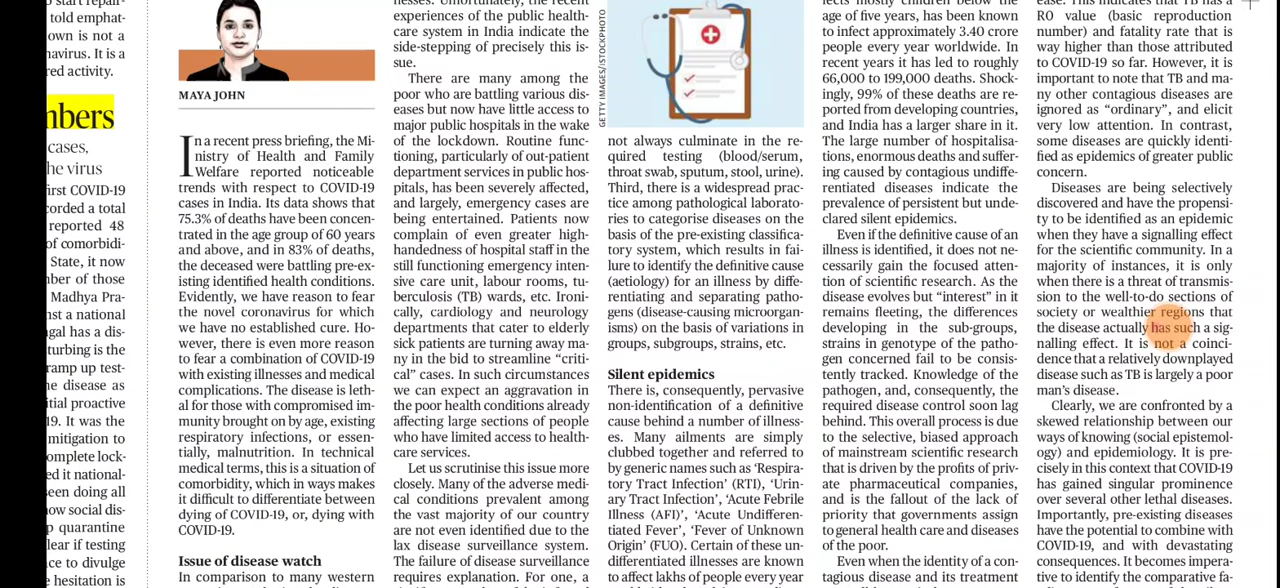 o start repair-
told emphat-
own is not a
navirus. It is a
red activity.
nbers
cases,
he virus
first COVID-19
corded a total
reported 48
of comorbidi-
State, it now
mber of those
Madhya Pra-
nst a national
gal has a dis-
turbing is the
ramp up test-
he disease as
itial proactive
19. It was the
mitigation to
omplete lock-
ed it national-
seen doing all
now social dis-
p quarantine
lear if testing
ce to divulge
e hesitation is
MAYA JOHN
In a recent press briefing, the Mi-
nistry of Health and Family
Welfare reported noticeable
trends with respect to COVID-19
cases in India. Its data shows that
75.3% of deaths have been concen-
trated in the age group of 60 years
and above, and in 83% of deaths,
the deceased were battling pre-ex-
isting identified health conditions.
Evidently, we have reason to fear
the novel coronavirus for which
we have no established cure. Ho-
wever, there is even more reason
to fear a combination of COVID-19
with existing illnesses and medical
complications. The disease is leth-
al for those with compromised im-
munity brought on by age, existing
respiratory infections, or essen-
tially, malnutrition. In technical
medical terms, this is a situation of
comorbidity, which in ways makes
it difficult to differentiate between
dying of COVID-19, or, dying with
COVID-19.
Issue of disease watch
In comparison to many western
nesses. Unfortunately, the recent
experiences of the public health-
care system in India indicate the
side-stepping of precisely this is-
sue.
There are many among the
poor who are battling various dis-
eases but now have little access to
major public hospitals in the wake
of the lockdown. Routine func-
tioning, particularly of out-patient
department services in public hos-
pitals, has been severely affected,
and largely, emergency cases are
being entertained. Patients now
complain of even greater high-
handedness of hospital staff in the
still functioning emergency inten-
sive care unit, labour rooms, tu-
berculosis (TB) wards, etc. Ironi-
cally, cardiology and neurology
departments that cater to elderly
sick patients are turning away ma-
ny in the bid to streamline “criti-
cal” cases. In such circumstances
we can expect an aggravation in
the poor health conditions already
affecting large sections of people
who have limited access to health-
care services.
Let us scrutinise this issue more
closely. Many of the adverse med-
ical conditions prevalent among
the vast majority of our country
are not even identified due to the
lax disease surveillance system.
The failure of disease surveillance
requires explanation. For one, a
GETTY IMAGES/ISTOCKPHOTO
not always culminate in the re-
quired testing (blood/serum,
throat swab, sputum, stool, urine).
Third, there is a widespread prac-
tice among pathological laborato-
ries to categorise diseases on the
basis of the pre-existing classifica-
tory system, which results in fai-
lure to identify the definitive cause
(aetiology) for an illness by diffe-
rentiating and separating patho-
gens (disease-causing microorgan-
isms) on the basis of variations in
groups, subgroups, strains, etc.
Silent epidemics
There is, consequently, pervasive
non-identification of a definitive
cause behind a number of illness-
es. Many ailments are simply
clubbed together and referred to
by generic names such as ‘Respira-
tory Tract Infection’ (RTI), ‘Urin-
ary Tract Infection’, ‘Acute Febrile
Illness (AFI)’, ‘Acute Undifferen-
tiated Fever’, ‘Fever of Unknown
Origin’ (FUO). Certain of these un-
differentiated illnesses are known
to affect lakhs of people every year
fects mostly children below the
age of five years, has been known
to infect approximately 3.40 crore
people every year worldwide. In
recent years it has led to roughly
66,000 to 199,000 deaths. Shock-
ingly, 99% of these deaths are re-
ported from developing countries,
and India has a larger share in it.
The large number of hospitalisa-
tions, enormous deaths and suffer-
ing caused by contagious undiffe-
rentiated diseases indicate the
prevalence of persistent but unde-
clared silent epidemics.
Even if the definitive cause of an
illness is identified, it does not ne-
cessarily gain the focused atten-
tion of scientific research. As the
disease evolves but “interest” in it
remains fleeting, the differences
developing in the sub-groups,
strains in genotype of the patho-
gen concerned fail to be consis-
tently tracked. Knowledge of the
pathogen, and, consequently, the
required disease control soon lag
behind. This overall process is due
to the selective, biased approach
of mainstream scientific research
that is driven by the profits of priv-
ate pharmaceutical companies,
and is the fallout of the lack of
priority that governments assign
to general health care and diseases
of the poor.
Even when the identity of a con-
tagious disease and its treatment
ease. This indicates that TB has a
RO value (basic reproduction
number) and fatality rate that is
way higher than those attributed
to COVID-19 so far. However, it is
important to note that TB and ma-
ny other contagious diseases are
ignored as “ordinary”, and elicit
very low attention. In contrast,
some diseases are quickly identi-
fied as epidemics of greater public
concern.
Diseases are being selectively
discovered and have the propensi-
ty to be identified as an epidemic
when they have a signalling effect
for the scientific community. In a
majority of instances, it is only
when there is a threat of transmis-
sion to the well-to-do sections of
society or wealthier regions that
the disease actually has such a sig-
nalling effect. It is not a coinci-
dence that a relatively downplayed
disease such as TB is largely a poor
man’s disease.
Clearly, we are confronted by a
skewed relationship between our
ways of knowing (social epistemol-
ogy) and epidemiology. It is pre-
cisely in this context that COVID-19
has gained singular prominence
over several other lethal diseases.
Importantly, pre-existing diseases
have the potential to combine with
COVID-19, and with devastating
consequences. It becomes impera-
tive to identify the comorbid fa-